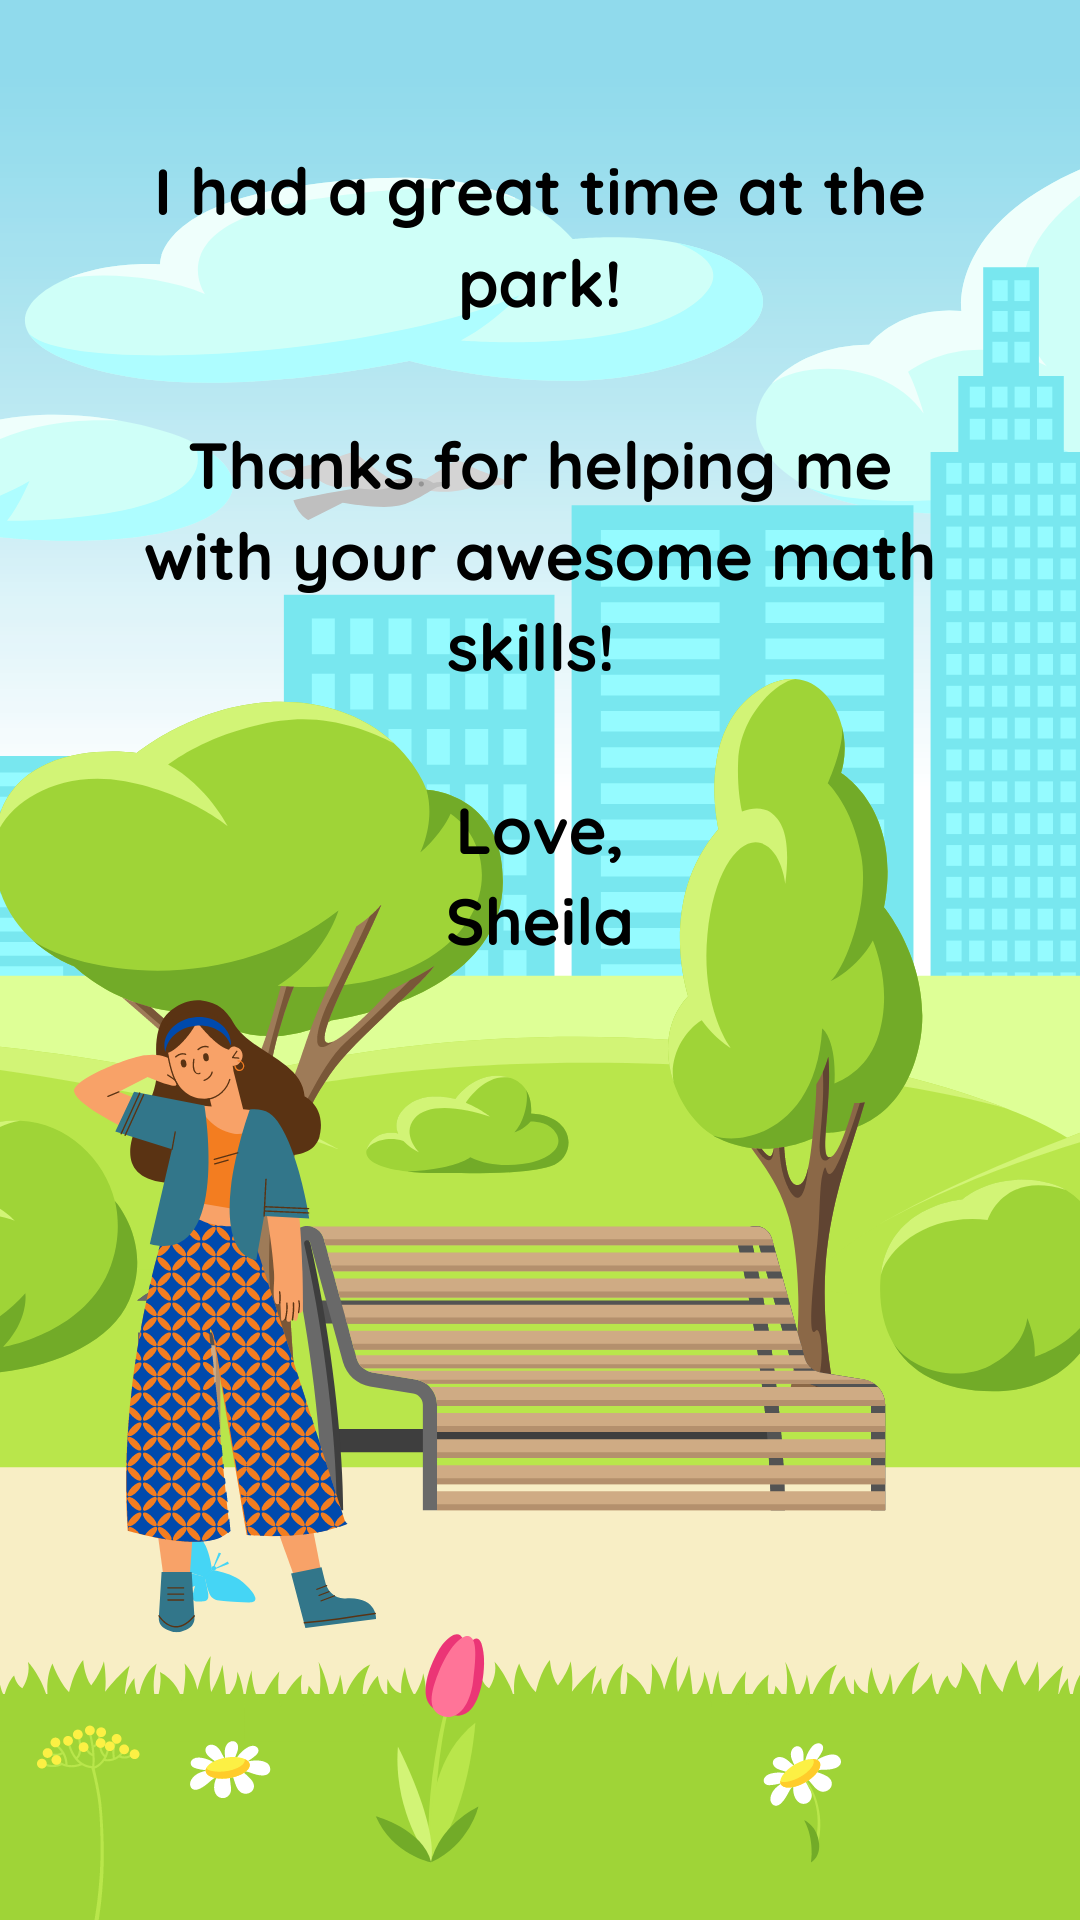 I had a great time at the
park!
Thanks for helping me
with your awesome math
skills!
Love,
Sheila